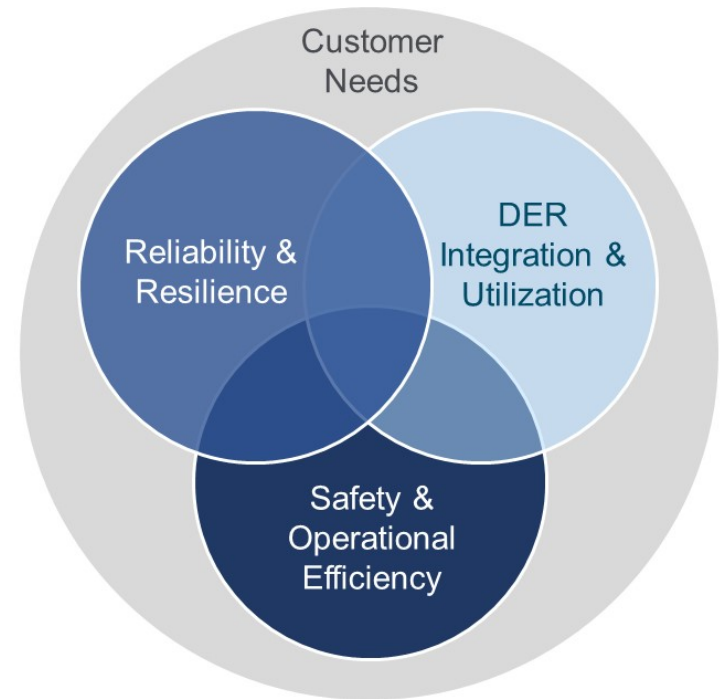 Customer
Needs
Reliability &
Resilience
DER
Integration &
Utilization
Safety &
Operational
Efficiency